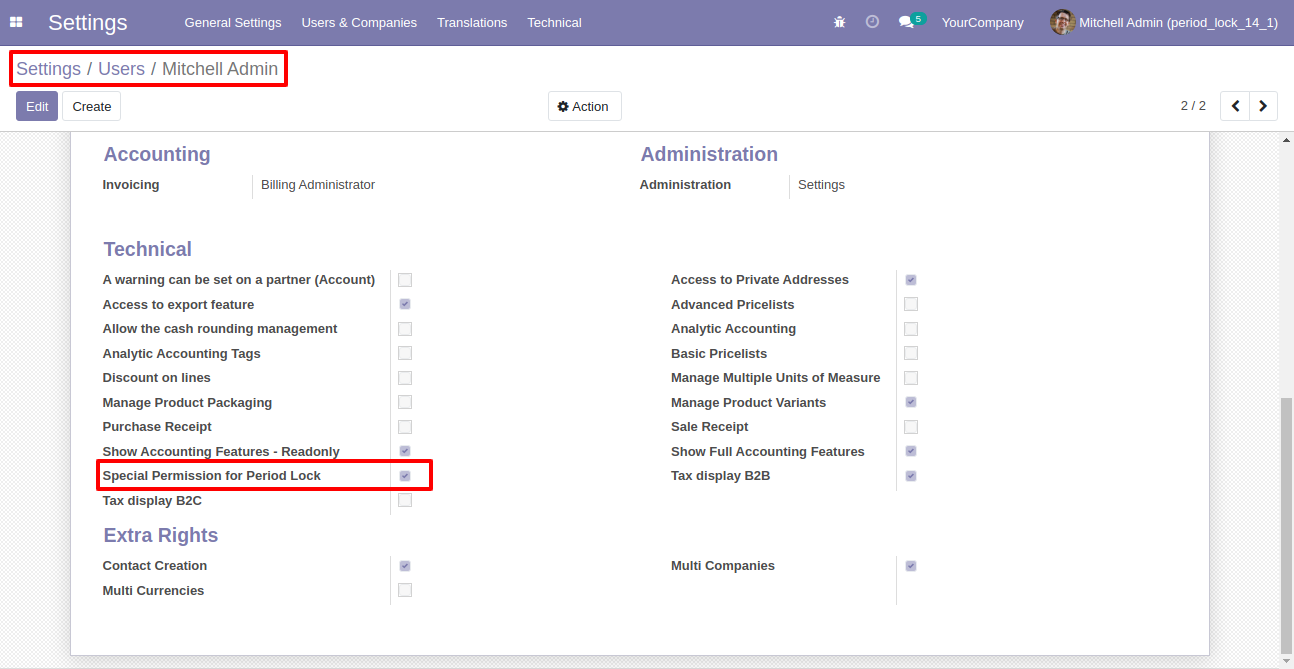 Settings General Settings Users & Companies Translations Technical 5 YourCompany Mitchell Admin (period_lock_14_1)
Settings / Users / Mitchell Admin
Edit Create Action 2 / 2
Accounting Administration
Invoicing Billing Administrator Administration Settings
Technical
A warning can be set on a partner (Account) Access to Private Addresses
Access to export feature Advanced Pricelists
Allow the cash rounding management Analytic Accounting
Analytic Accounting Tags Basic Pricelists
Discount on lines Manage Multiple Units of Measure
Manage Product Packaging Manage Product Variants
Purchase Receipt Sale Receipt
Show Accounting Features - Readonly Show Full Accounting Features
Special Permission for Period Lock Tax display B2B
Tax display B2C
Extra Rights
Contact Creation Multi Companies
Multi Currencies